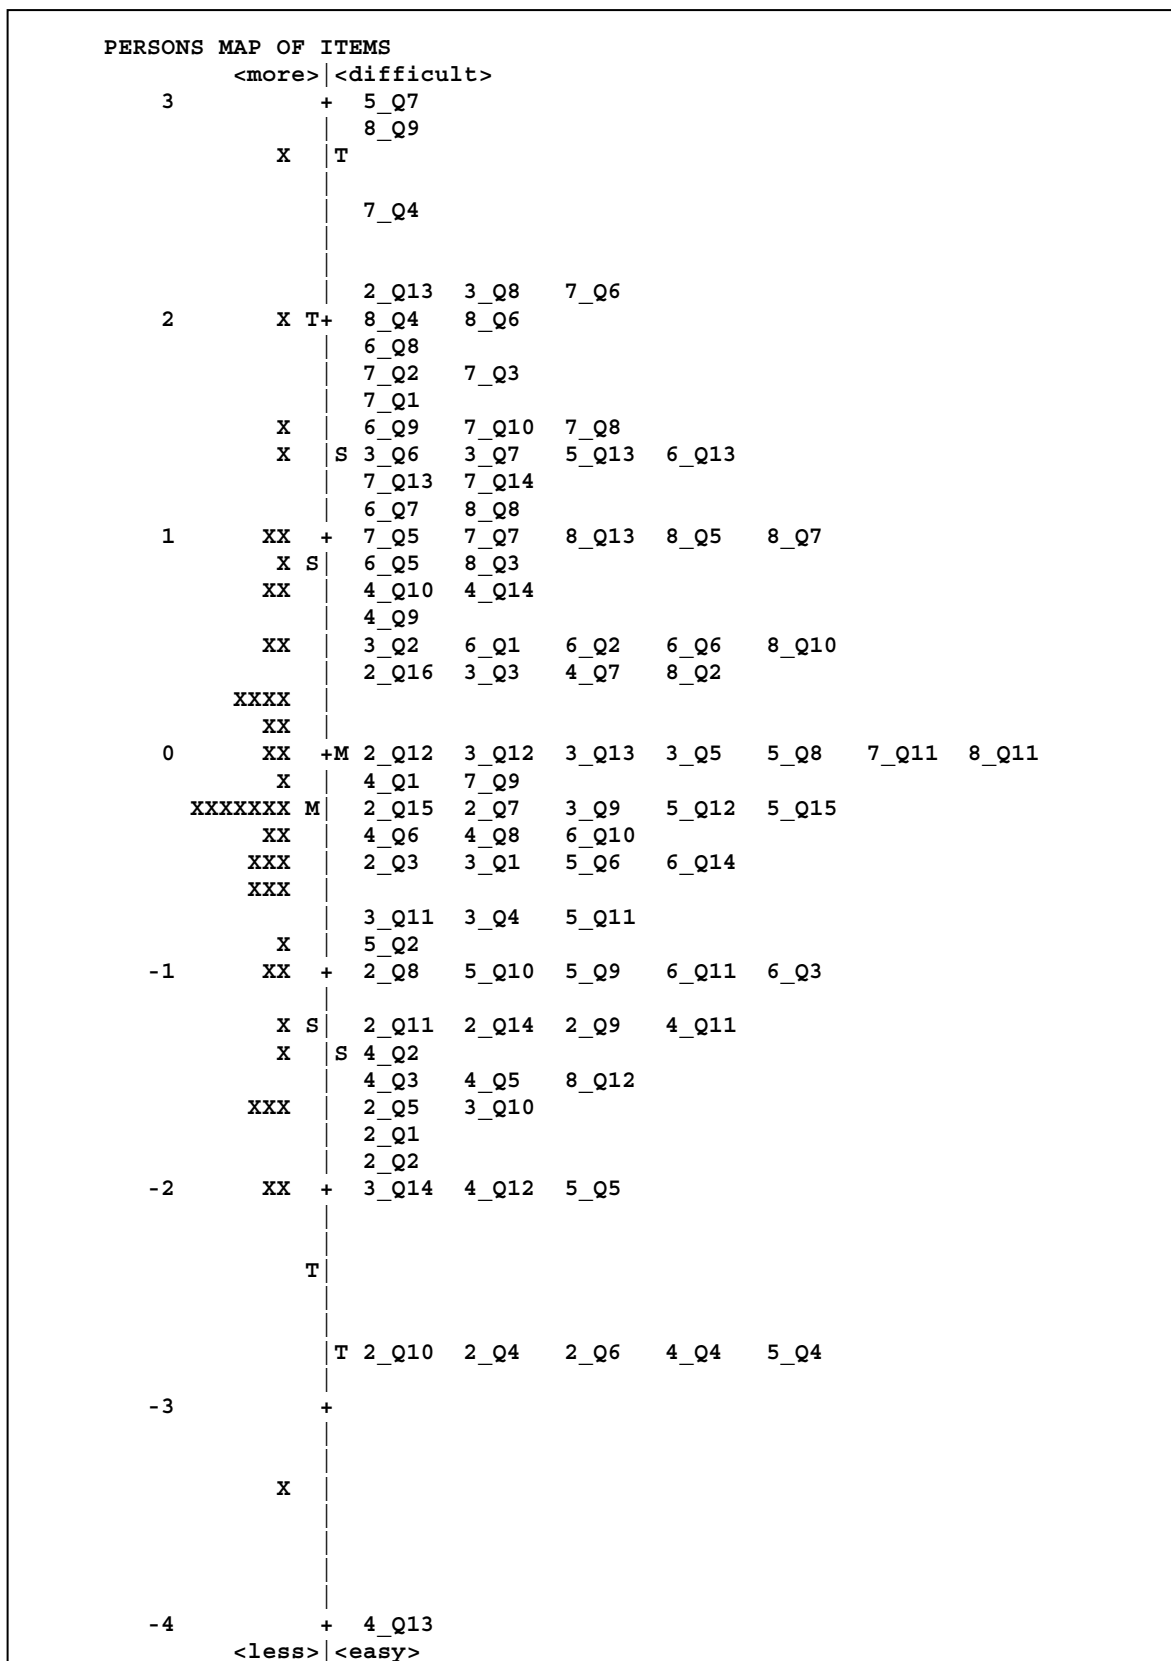 PERSONS MAP OF ITEMS
<more>|<difficult>
3 + 5_Q7
| 8_Q9
X |T
|
| 7_Q4
|
|
| 2_Q13 3_Q8 7_Q6
2 X T+ 8_Q4 8_Q6
| 6_Q8
| 7_Q2 7_Q3
| 7_Q1
X | 6_Q9 7_Q10 7_Q8
X |S 3_Q6 3_Q7 5_Q13 6_Q13
| 7_Q13 7_Q14
| 6_Q7 8_Q8
1 XX + 7_Q5 7_Q7 8_Q13 8_Q5 8_Q7
X S| 6_Q5 8_Q3
XX | 4_Q10 4_Q14
| 4_Q9
XX | 3_Q2 6_Q1 6_Q2 6_Q6 8_Q10
| 2_Q16 3_Q3 4_Q7 8_Q2
XXXX |
XX |
0 XX +M 2_Q12 3_Q12 3_Q13 3_Q5 5_Q8 7_Q11 8_Q11
X | 4_Q1 7_Q9
XXXXXXX M| 2_Q15 2_Q7 3_Q9 5_Q12 5_Q15
XX | 4_Q6 4_Q8 6_Q10
XXX | 2_Q3 3_Q1 5_Q6 6_Q14
XXX |
| 3_Q11 3_Q4 5_Q11
X | 5_Q2
-1 XX + 2_Q8 5_Q10 5_Q9 6_Q11 6_Q3
|
X S| 2_Q11 2_Q14 2_Q9 4_Q11
X |S 4_Q2
| 4_Q3 4_Q5 8_Q12
XXX | 2_Q5 3_Q10
| 2_Q1
| 2_Q2
-2 XX + 3_Q14 4_Q12 5_Q5
|
|
T|
|
|
|T 2_Q10 2_Q4 2_Q6 4_Q4 5_Q4
|
-3 +
|
|
X |
|
|
|
|
-4 + 4_Q13
<less>|<easy>